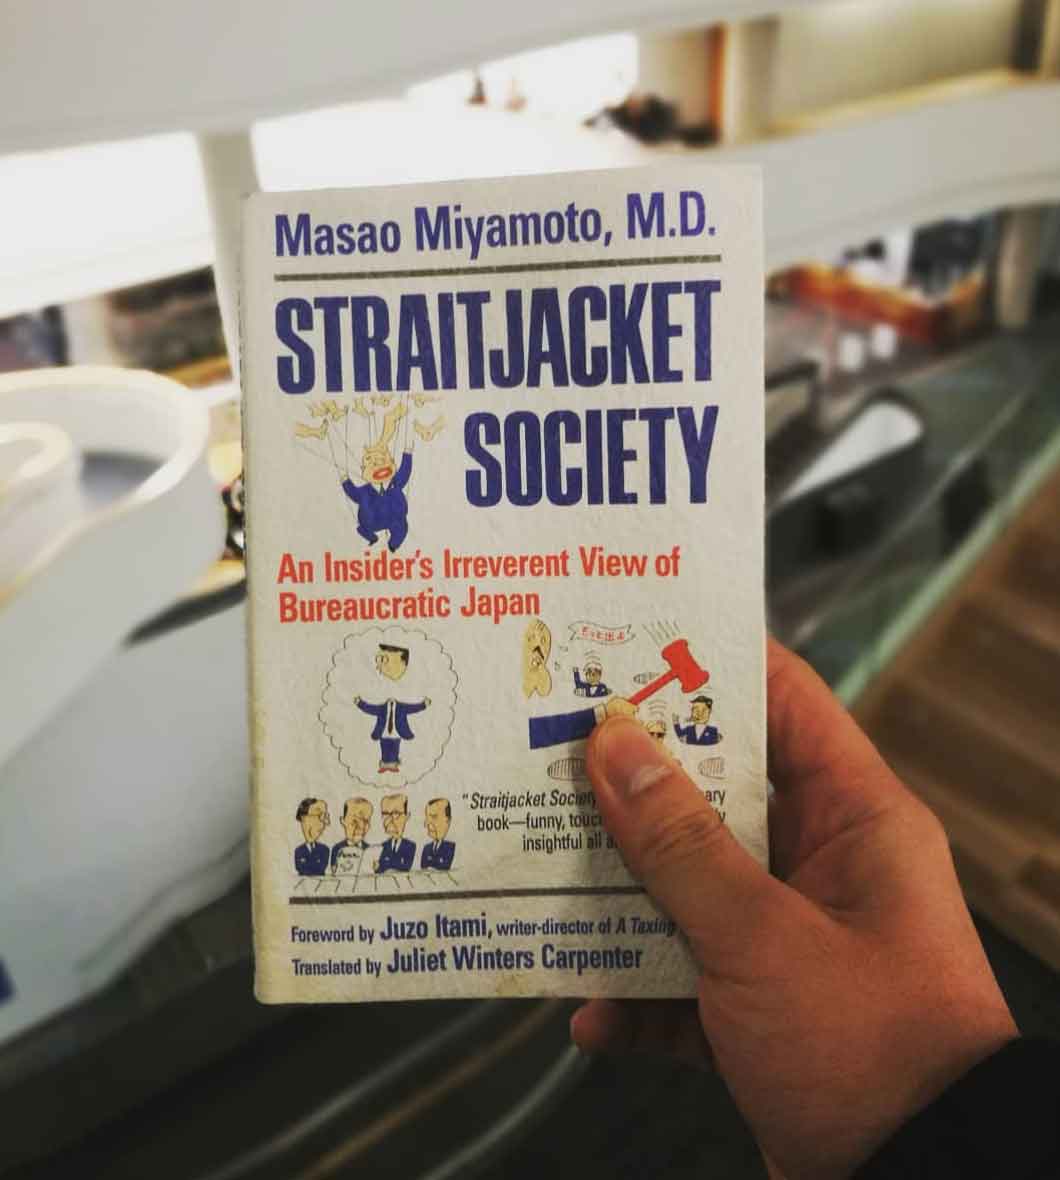 Masao Miyamoto, M.D.
STRAITJACKET
SOCIETY
An Insider's Irreverent View of
Bureaucratic Japan
"Straitjacket Society ary
book—funny,
insightful all
Foreword by Juzo Itami, writer-director of A Taxing
Translated by Juliet Winters Carpenter